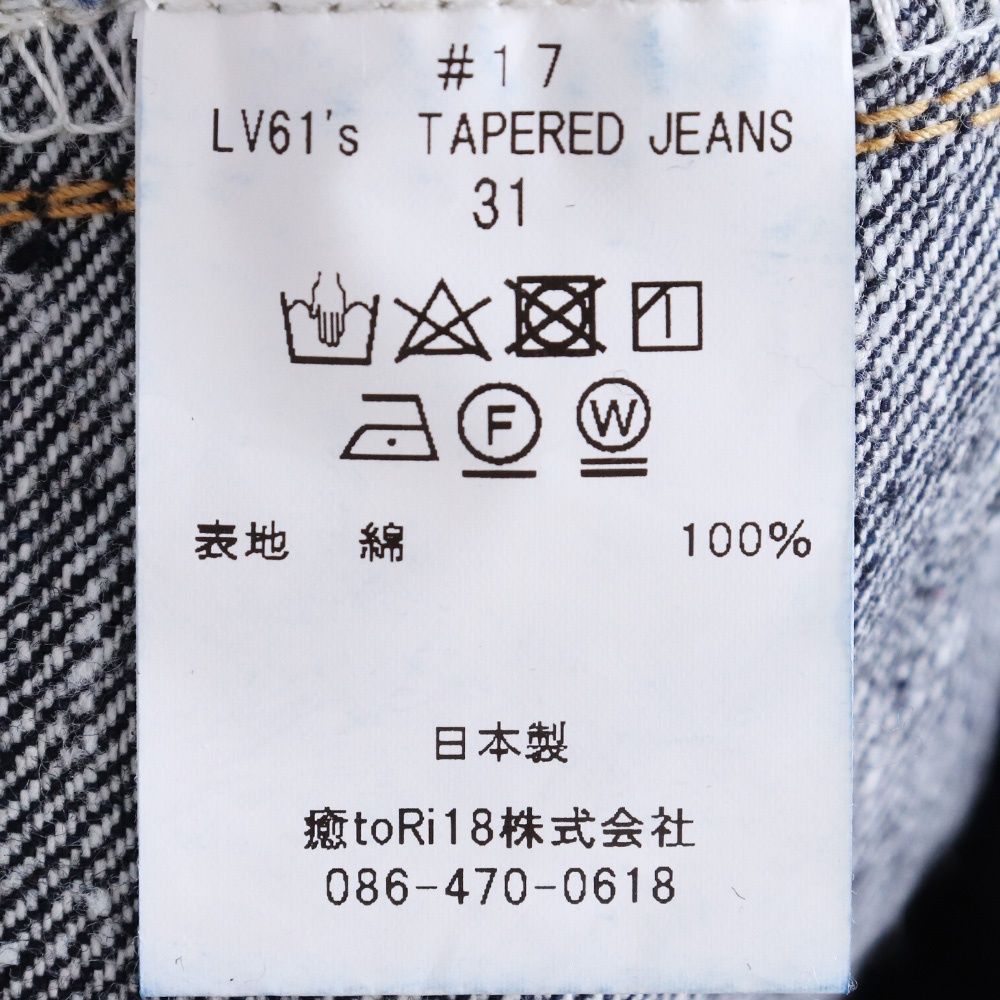 #17
LV61's TAPERED JEANS
31
F W
表地 綿 100%
日本製
癒toRi18株式会社
086-470-0618